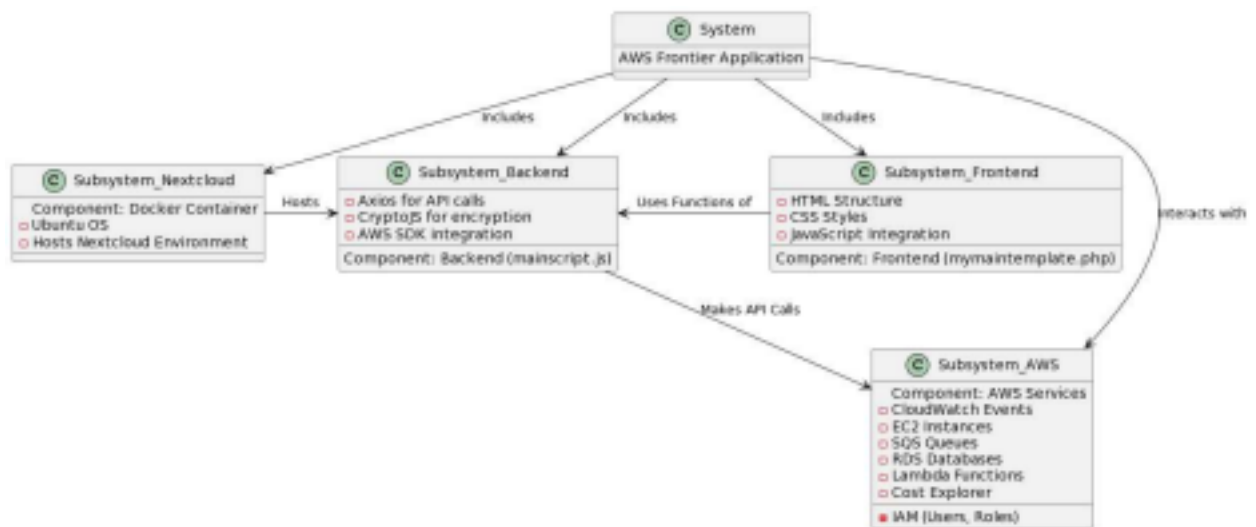 C System
AWS Frontier Application
Includes
Includes
Includes
Interacts with
C Subsystem_Nextcloud
Component: Docker Container
Ubuntu OS
Hosts Nextcloud Environment
Hosts
C Subsystem_Backend
Axios for API calls
CryptoJS for encryption
AWS SDK integration
Component: Backend (mainscript.js)
Uses Functions of
C Subsystem_Frontend
HTML Structure
CSS Styles
JavaScript Integration
Component: Frontend (mymaintemplate.php)
Makes API Calls
C Subsystem_AWS
Component: AWS Services
CloudWatch Events
EC2 Instances
SQS Queues
RDS Databases
Lambda Functions
Cost Explorer
IAM (Users, Roles)